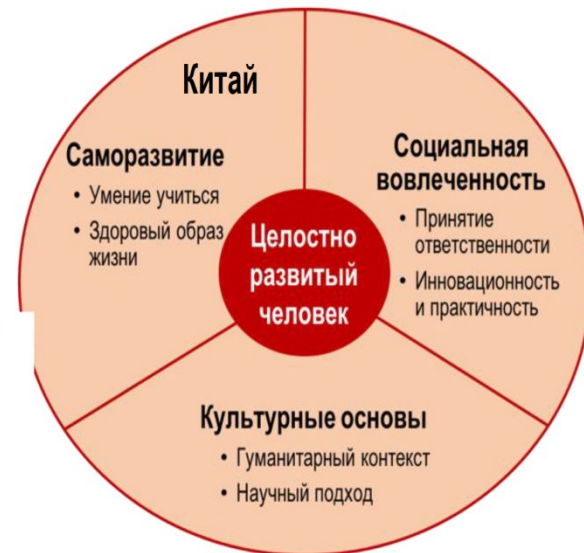 Китай
Саморазвитие
• Умение учиться
• Здоровый образ
жизни
Социальная
вовлеченность
• Принятие
ответственности
• Инновационность
и практичность
Целостно
развитый
человек
Культурные основы
• Гуманитарный контекст
• Научный подход